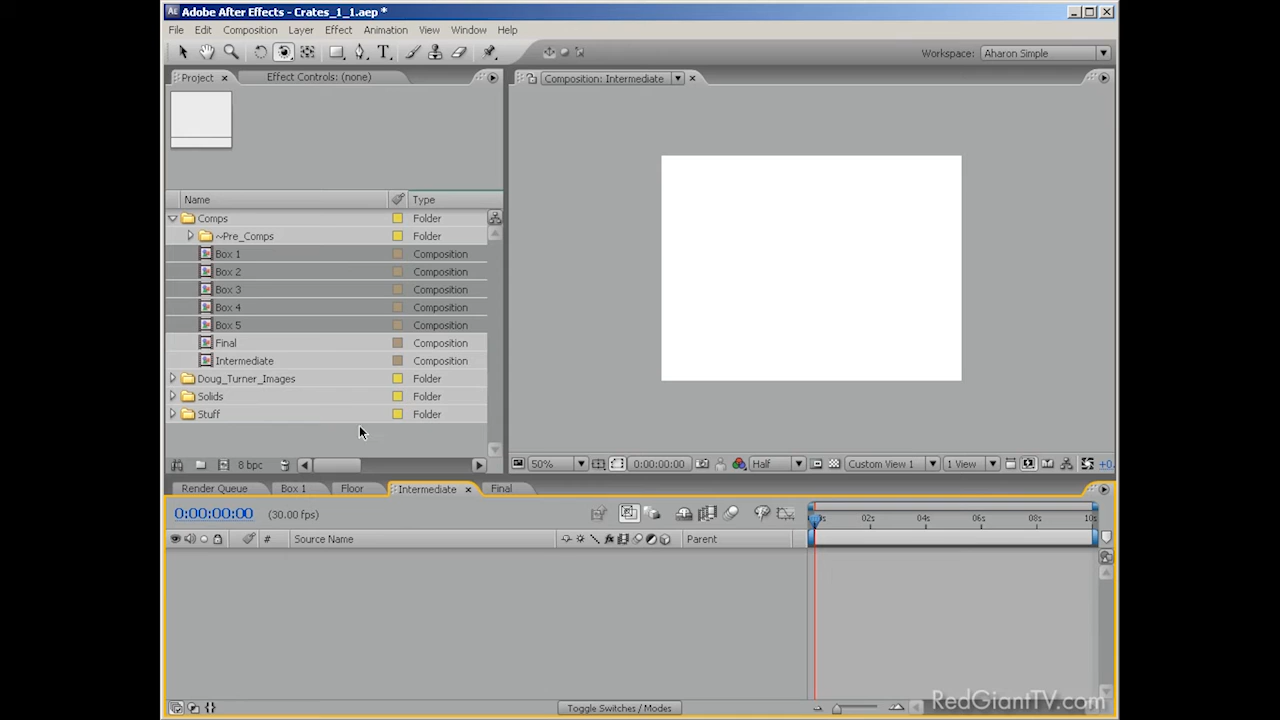 Ae Adobe After Effects - Crates_1_1.aep *
File Edit Composition Layer Effect Animation View Window Help
Workspace: Aharon Simple
Project × Effect Controls: (none)
Composition: Intermediate ×
Name Type
Comps Folder
~Pre_Comps Folder
Box 1 Composition
Box 2 Composition
Box 3 Composition
Box 4 Composition
Box 5 Composition
Final Composition
Intermediate Composition
Doug_Turner_Images Folder
Solids Folder
Stuff Folder
8 bpc
50% 0:00:00:00 Half Custom View 1 1 View +0.
Render Queue Box 1 Floor Intermediate × Final
0:00:00:00 (30.00 fps)
02s 04s 06s 08s 10s
# Source Name Parent
Toggle Switches / Modes
RedGiantTV.com